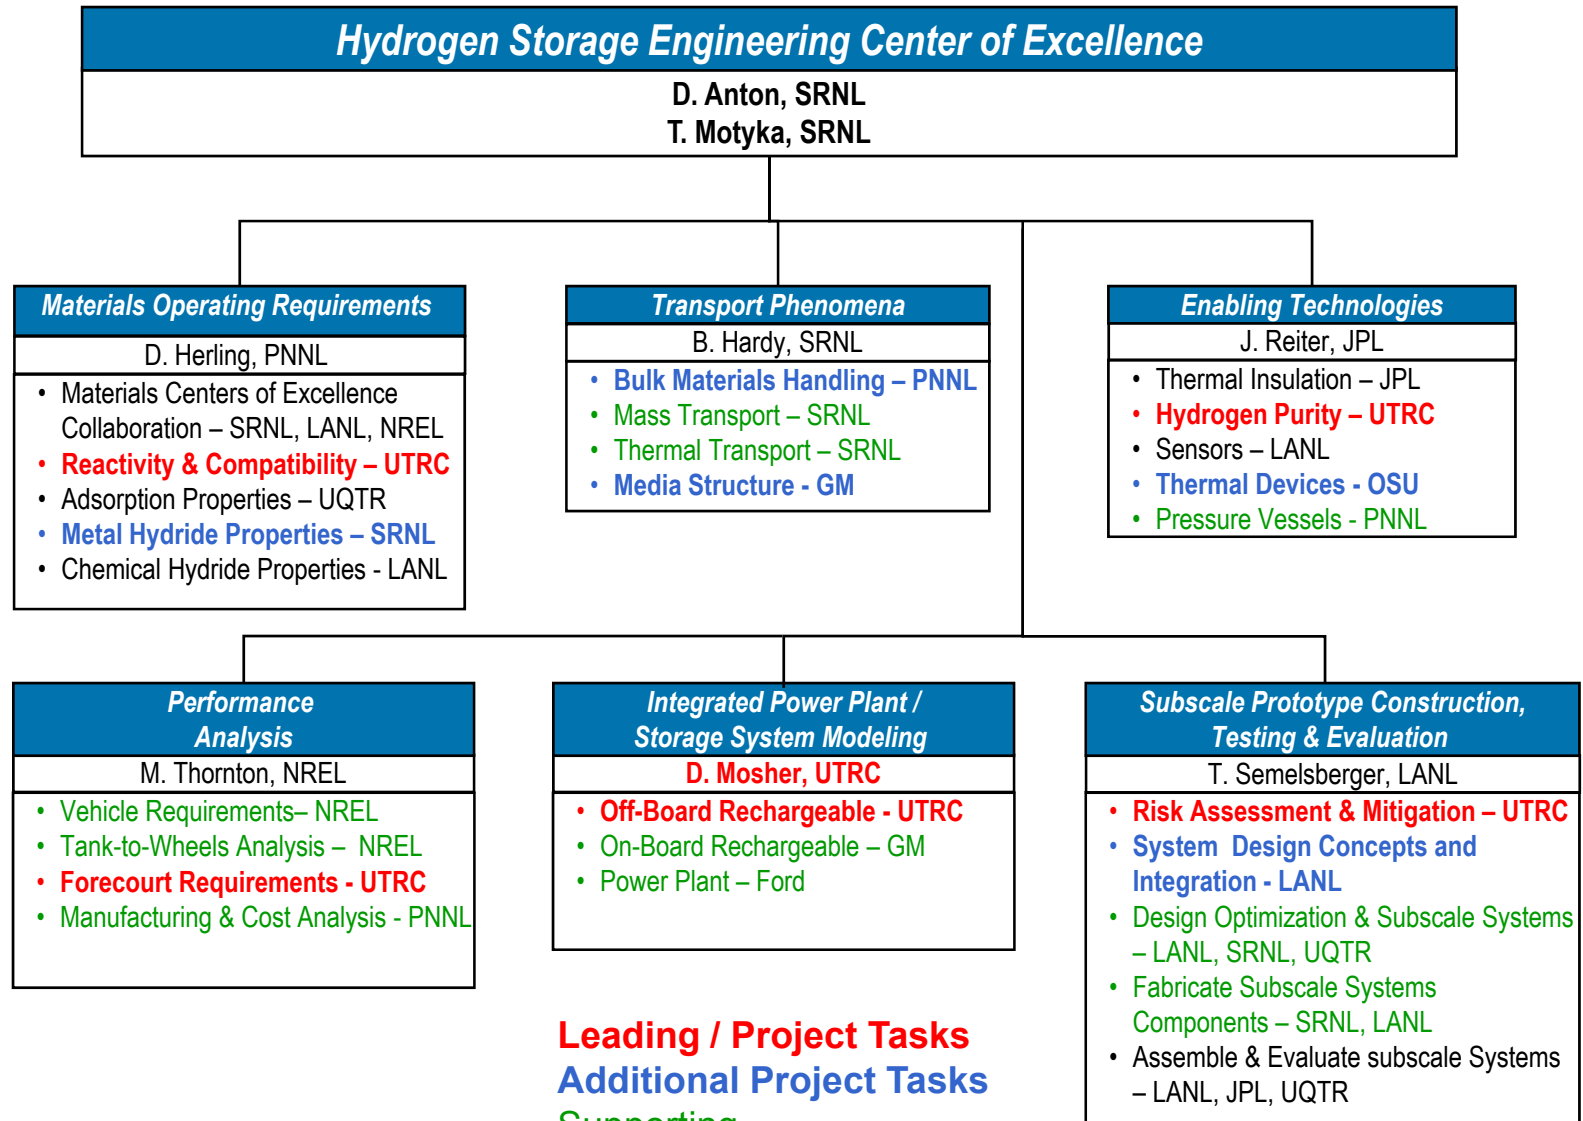 Hydrogen Storage Engineering Center of Excellence
D. Anton, SRNL
T. Motyka, SRNL
Materials Operating Requirements
D. Herling, PNNL
• Materials Centers of Excellence
Collaboration – SRNL, LANL, NREL
• Reactivity & Compatibility – UTRC
• Adsorption Properties – UQTR
• Metal Hydride Properties – SRNL
• Chemical Hydride Properties - LANL
Transport Phenomena
B. Hardy, SRNL
• Bulk Materials Handling – PNNL
• Mass Transport – SRNL
• Thermal Transport – SRNL
• Media Structure - GM
Enabling Technologies
J. Reiter, JPL
• Thermal Insulation – JPL
• Hydrogen Purity – UTRC
• Sensors – LANL
• Thermal Devices - OSU
• Pressure Vessels - PNNL
Performance
Analysis
M. Thornton, NREL
• Vehicle Requirements– NREL
• Tank-to-Wheels Analysis – NREL
• Forecourt Requirements - UTRC
• Manufacturing & Cost Analysis - PNNL
Integrated Power Plant /
Storage System Modeling
D. Mosher, UTRC
• Off-Board Rechargeable - UTRC
• On-Board Rechargeable – GM
• Power Plant – Ford
Subscale Prototype Construction,
Testing & Evaluation
T. Semelsberger, LANL
• Risk Assessment & Mitigation – UTRC
• System Design Concepts and
Integration - LANL
• Design Optimization & Subscale Systems
– LANL, SRNL, UQTR
• Fabricate Subscale Systems
Components – SRNL, LANL
• Assemble & Evaluate subscale Systems
– LANL, JPL, UQTR
Leading / Project Tasks
Additional Project Tasks
Supporting